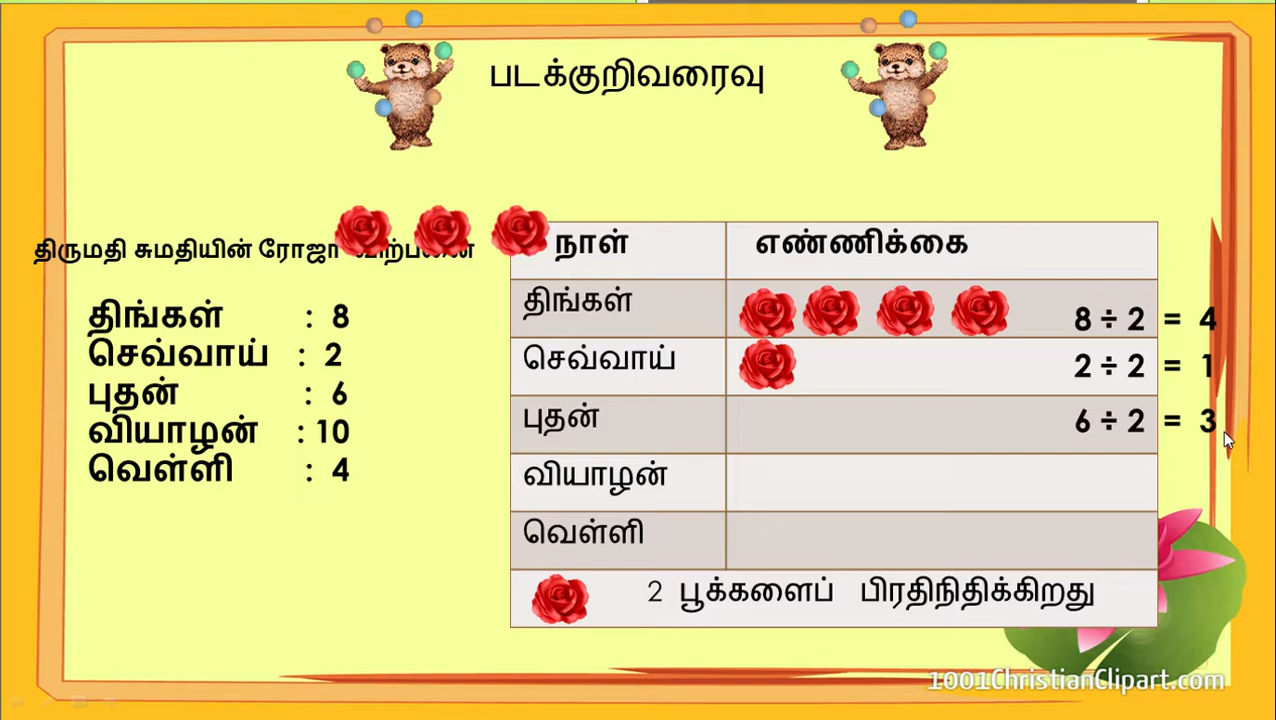 படக்குறிவரைவு
திருமதி சுமதியின் ரோஜா
திங்கள் : 8
செவ்வாய் : 2
புதன் : 6
வியாழன் : 10
வெள்ளி : 4
நாள் எண்ணிக்கை
திங்கள் 8 ÷ 2 = 4
செவ்வாய் 2 ÷ 2 = 1
புதன் 6 ÷ 2 = 3
வியாழன்
வெள்ளி
2 பூக்களைப் பிரதிநிதிக்கிறது
1001ChristianClipart.com